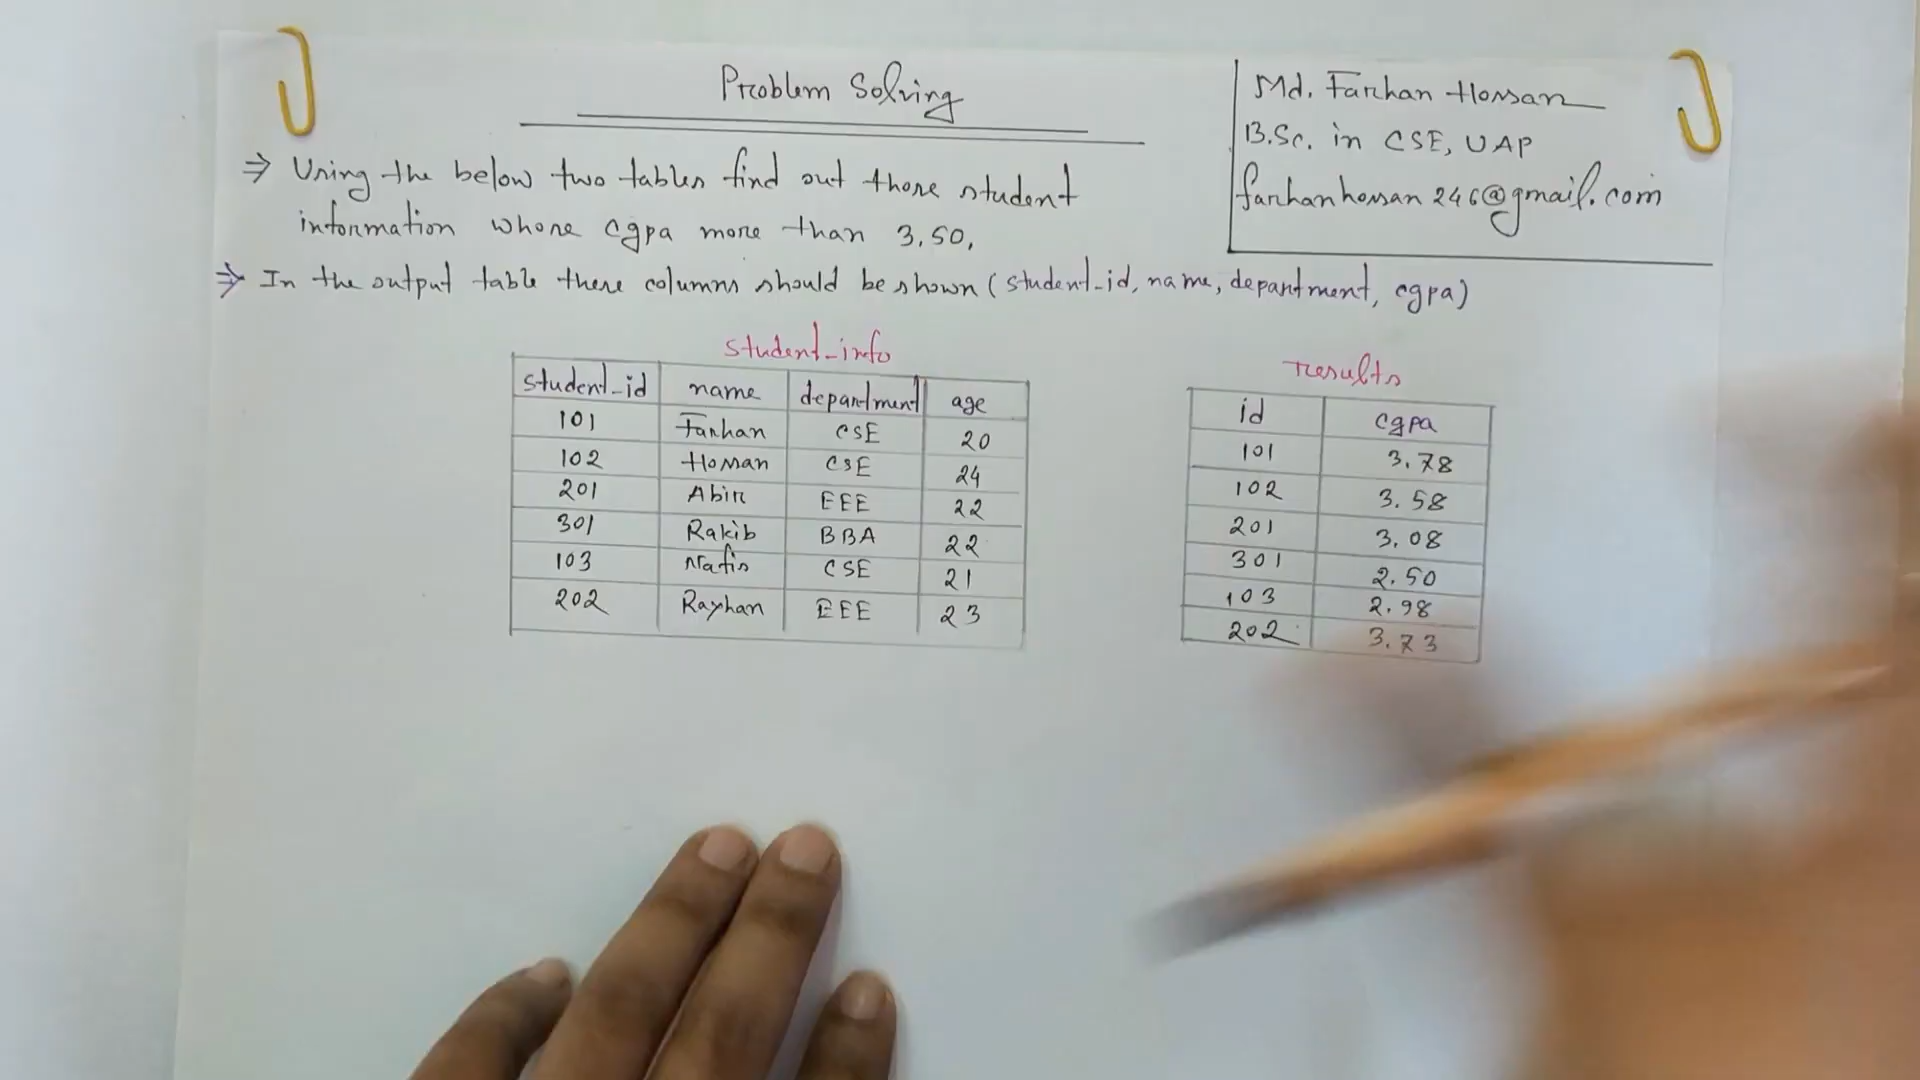 Problem Solving
Md. Farhan Hossan
B.Sc. in CSE, UAP
farhanhossan246@gmail.com
⇒ Using the below two tables find out those student
information whose cgpa more than 3.50.
⇒ In the output table these columns should be shown (student_id, name, department, cgpa)
student_info
student_id name department age
101 Farhan CSE 20
102 Hossan CSE 24
201 Abir EEE 22
301 Rakib BBA 22
103 Nafis CSE 21
202 Rayhan EEE 23
results
id cgpa
101 3.78
102 3.58
201 3.08
301 2.50
103 2.98
202 3.73